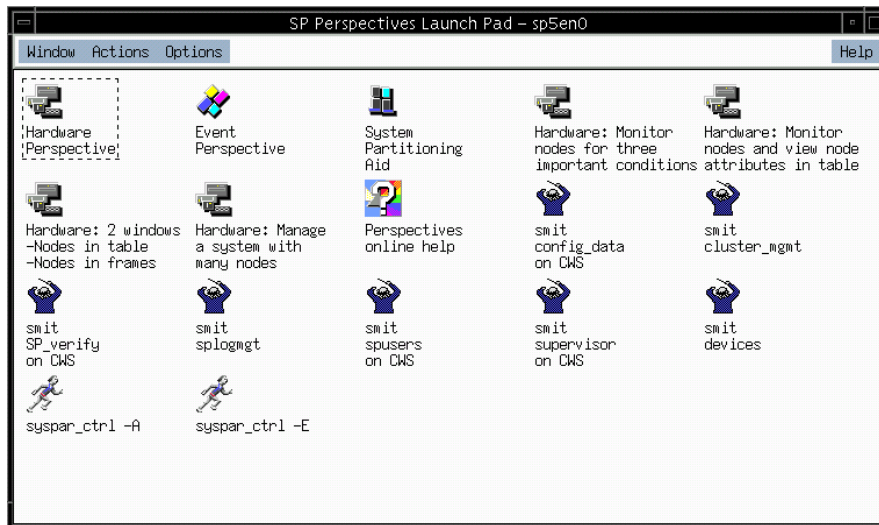 SP Perspectives Launch Pad – sp5en0
Window Actions Options Help
Hardware
Perspective
Event
Perspective
System
Partitioning
Aid
Hardware: Monitor
nodes for three
important conditions
Hardware: Monitor
nodes and view node
attributes in table
Hardware: 2 windows
-Nodes in table
-Nodes in frames
Hardware: Manage
a system with
many nodes
Perspectives
online help
smit
config_data
on CWS
smit
cluster_mgmt
smit
SP_verify
on CWS
smit
splogmgt
smit
spusers
on CWS
smit
supervisor
on CWS
smit
devices
syspar_ctrl -A
syspar_ctrl -E